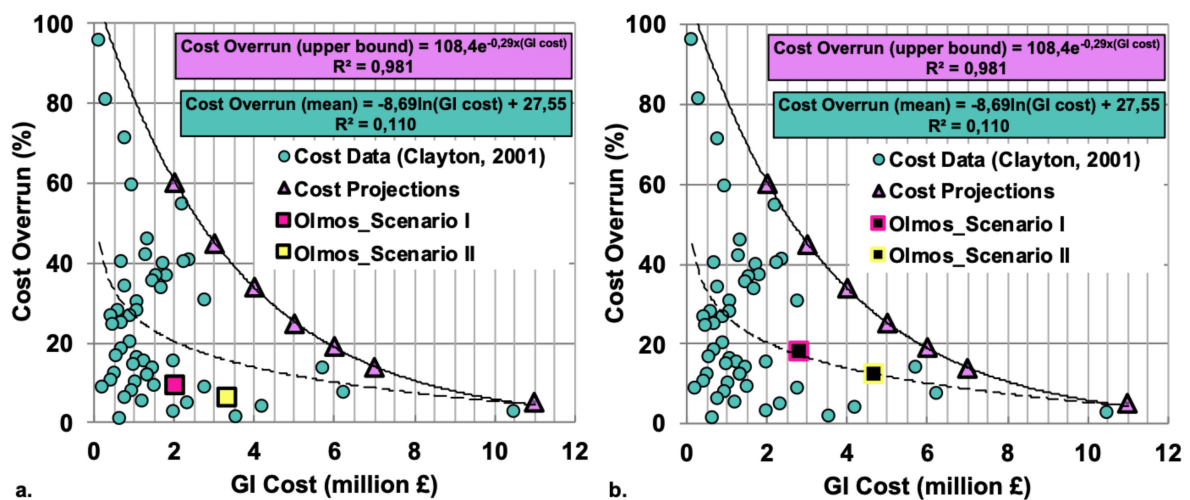 100
80
60
40
20
0
Cost Overrun (%)
Cost Overrun (upper bound) = 108,4e-0,29x(GI cost)
R² = 0,981
Cost Overrun (mean) = -8,69ln(GI cost) + 27,55
R² = 0,110
Cost Data (Clayton, 2001)
Cost Projections
Olmos_Scenario I
Olmos_Scenario II
0 2 4 6 8 10 12
GI Cost (million £)
a.
100
80
60
40
20
0
Cost Overrun (%)
Cost Overrun (upper bound) = 108,4e-0,29x(GI cost)
R² = 0,981
Cost Overrun (mean) = -8,69ln(GI cost) + 27,55
R² = 0,110
Cost Data (Clayton, 2001)
Cost Projections
Olmos_Scenario I
Olmos_Scenario II
0 2 4 6 8 10 12
GI Cost (million £)
b.